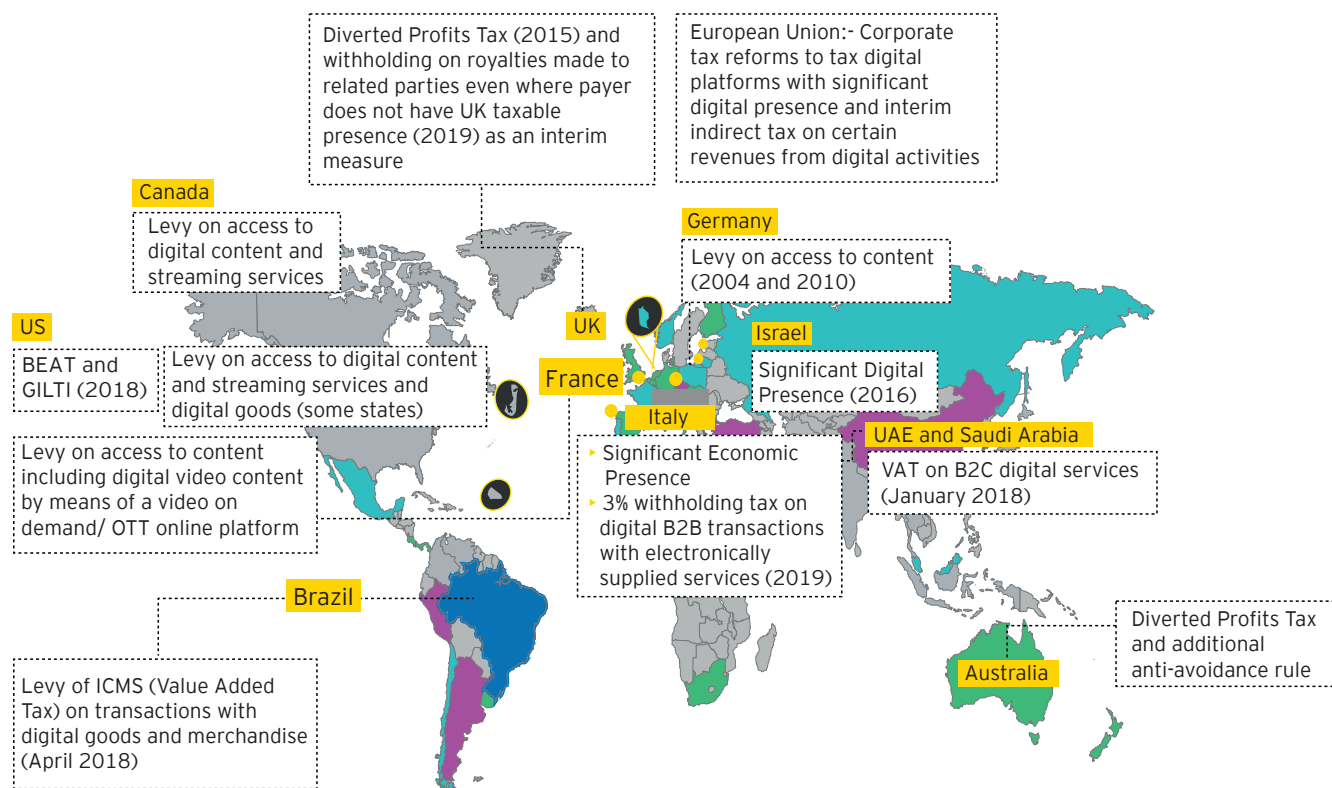 Diverted Profits Tax (2015) and
withholding on royalties made to
related parties even where payer
does not have UK taxable
presence (2019) as an interim
measure
European Union:- Corporate
tax reforms to tax digital
platforms with significant
digital presence and interim
indirect tax on certain
revenues from digital activities
Canada
Levy on access to
digital content and
streaming services
Germany
Levy on access to content
(2004 and 2010)
US
BEAT and
GILTI (2018)
Levy on access to digital content
and streaming services and
digital goods (some states)
UK
Israel
Significant Digital
Presence (2016)
France
Levy on access to content
including digital video content
by means of a video on
demand/ OTT online platform
Italy
▸ Significant Economic
Presence
▸ 3% withholding tax on
digital B2B transactions
with electronically
supplied services (2019)
UAE and Saudi Arabia
VAT on B2C digital services
(January 2018)
Brazil
Levy of ICMS (Value Added
Tax) on transactions with
digital goods and merchandise
(April 2018)
Australia
Diverted Profits Tax
and additional
anti-avoidance rule